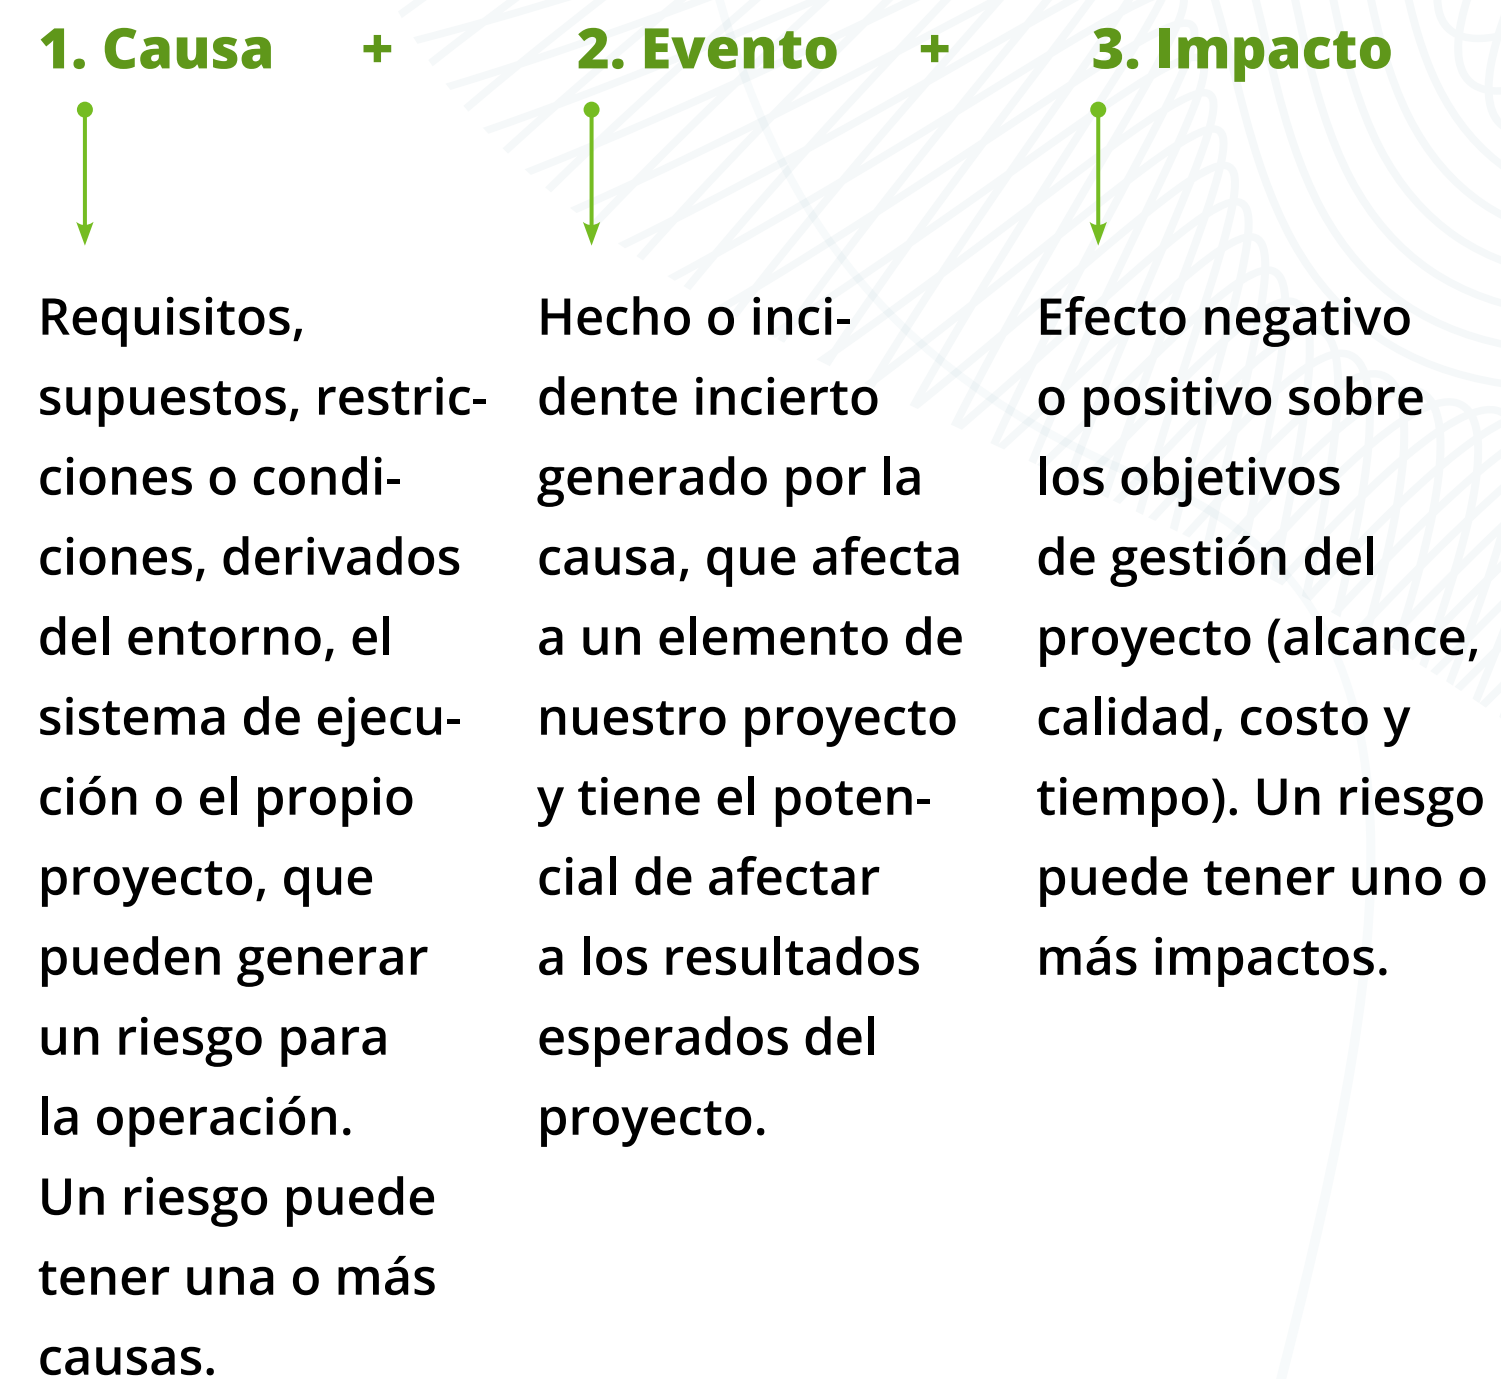 1. Causa + 2. Evento + 3. Impacto
Requisitos,
supuestos, restric-
ciones o condi-
ciones, derivados
del entorno, el
sistema de ejecu-
ción o el propio
proyecto, que
pueden generar
un riesgo para
la operación.
Un riesgo puede
tener una o más
causas.
Hecho o inci-
dente incierto
generado por la
causa, que afecta
a un elemento de
nuestro proyecto
y tiene el poten-
cial de afectar
a los resultados
esperados del
proyecto.
Efecto negativo
o positivo sobre
los objetivos
de gestión del
proyecto (alcance,
calidad, costo y
tiempo). Un riesgo
puede tener uno o
más impactos.